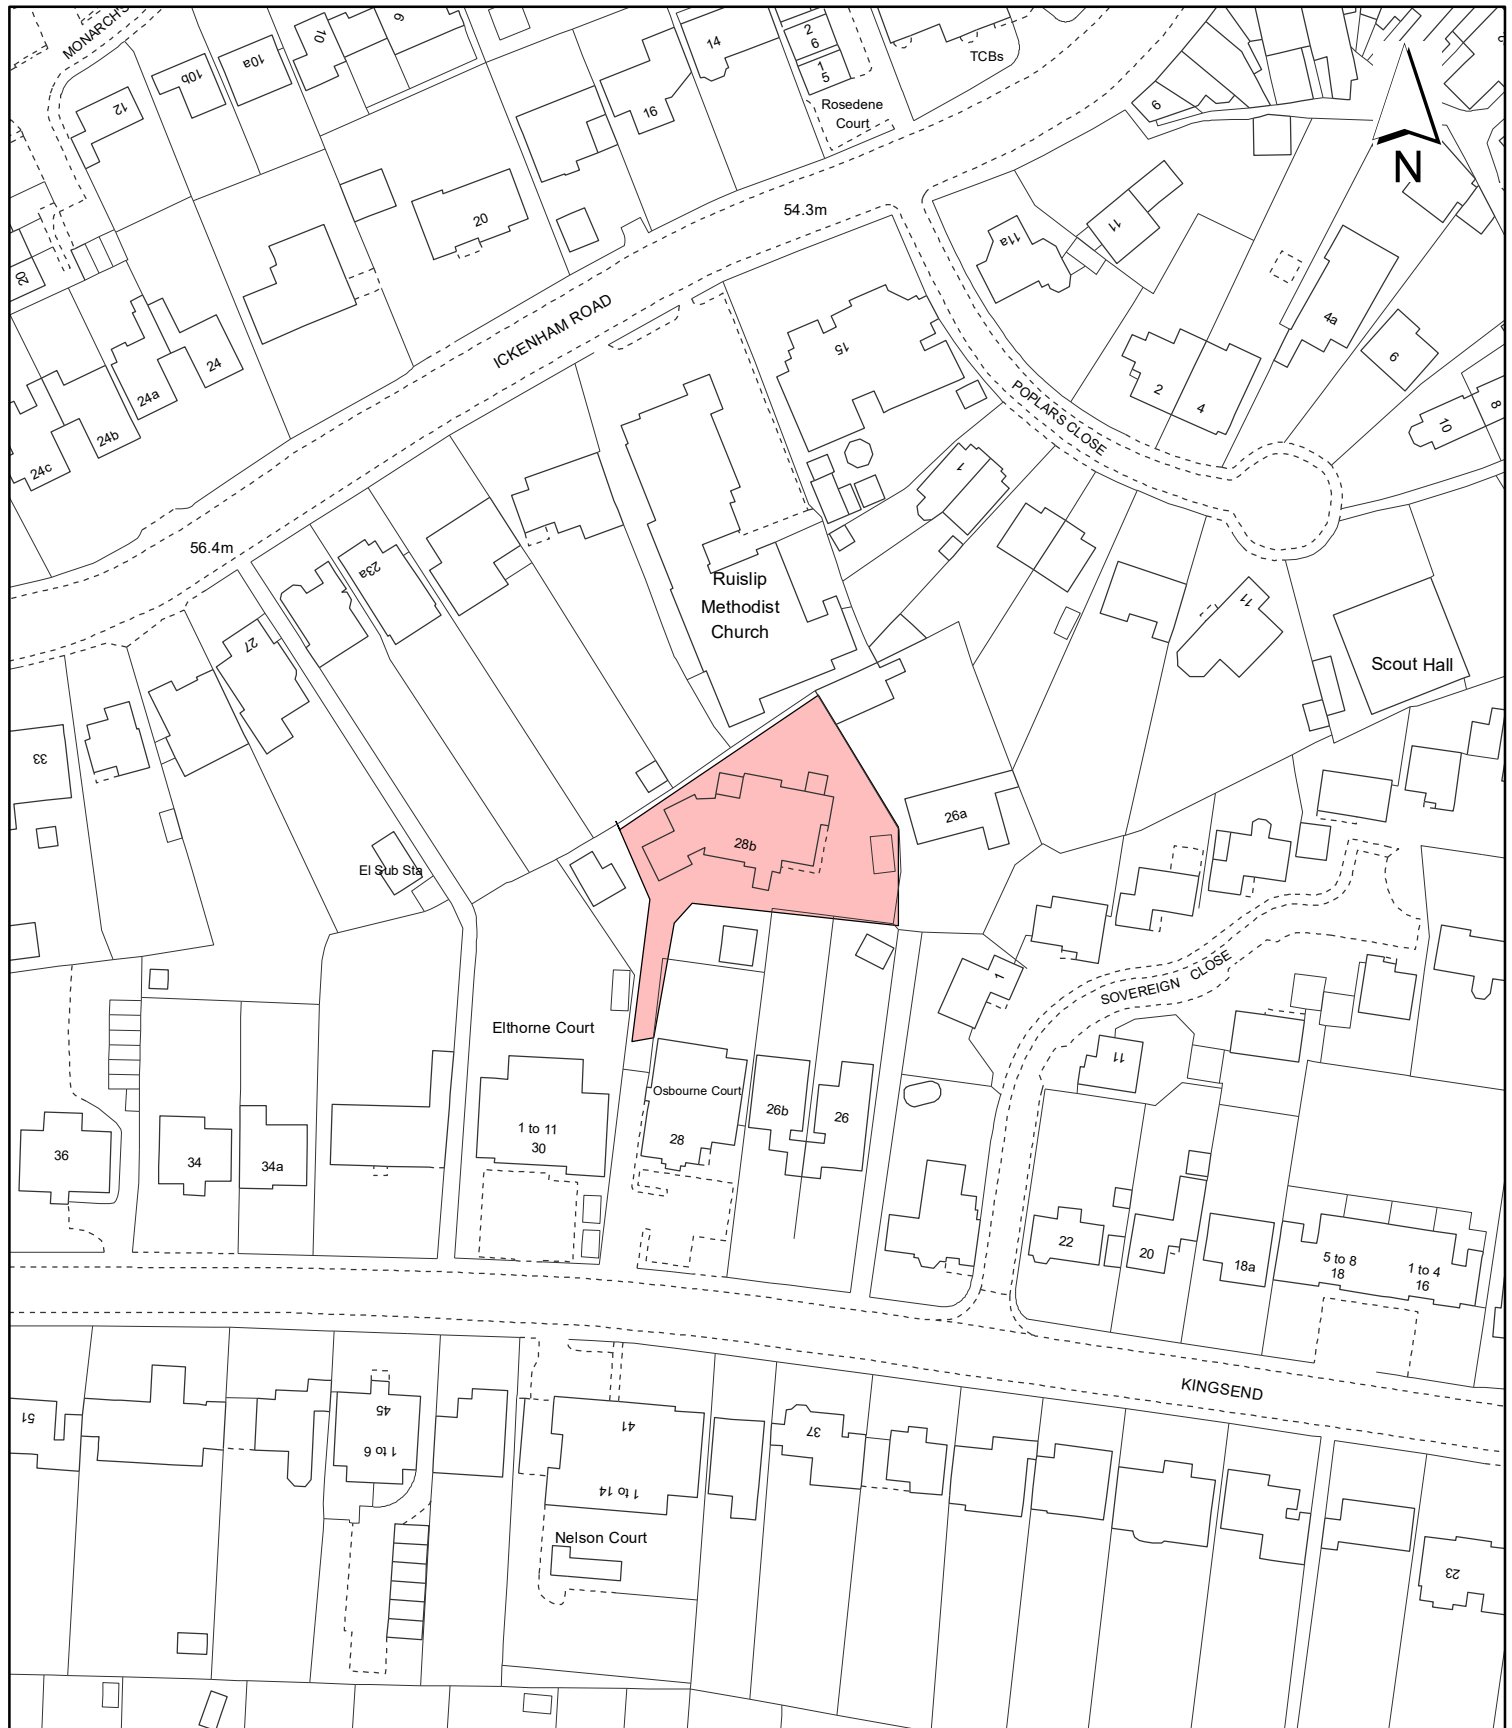 MONARCH'S
10b
10a
10
9
12
14
2
6
1
5
TCBs
Rosedene
Court
16
6
N
20
54.3m
11a
11
20
ICKENHAM ROAD
15
4a
6
24
24a
24b
24c
2
4
POPLARS CLOSE
8
10
1
56.4m
23a
Ruislip
Methodist
Church
11
27
Scout Hall
33
26a
28b
El Sub Sta
1
SOVEREIGN CLOSE
Elthorne Court
11
Osbourne Court
26b
26
1 to 11
30
28
36
34
34a
22
20
18a
5 to 8
18
1 to 4
16
KINGSEND
51
45
1 to 6
41
1 to 14
37
Nelson Court
23